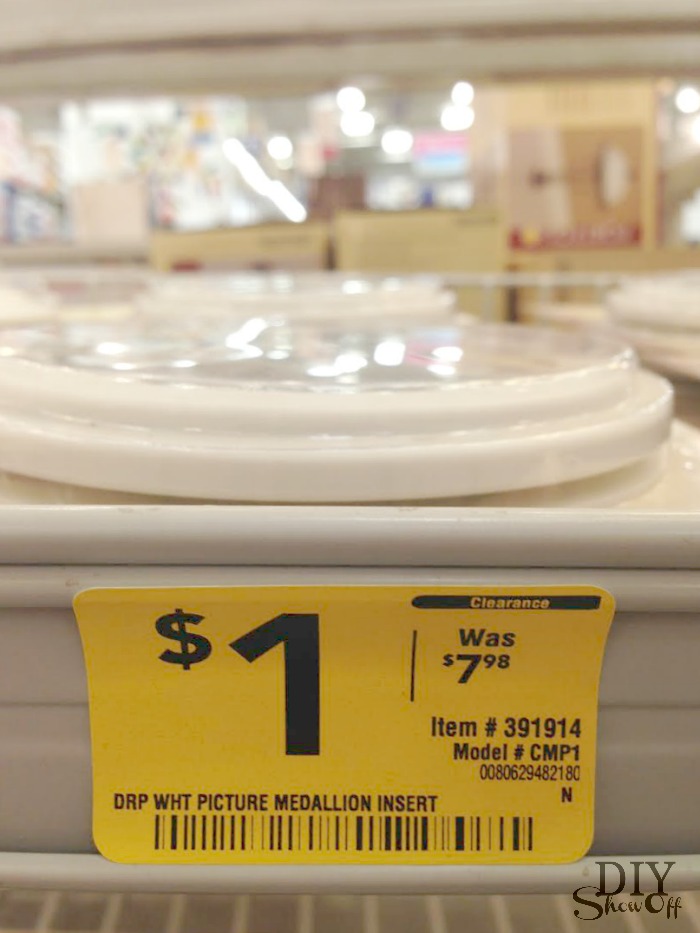 Clearance
$1
Was
$7.98
Item # 391914
Model # CMP1
0080629482180
N
DRP WHT PICTURE MEDALLION INSERT
DIY
Show Off